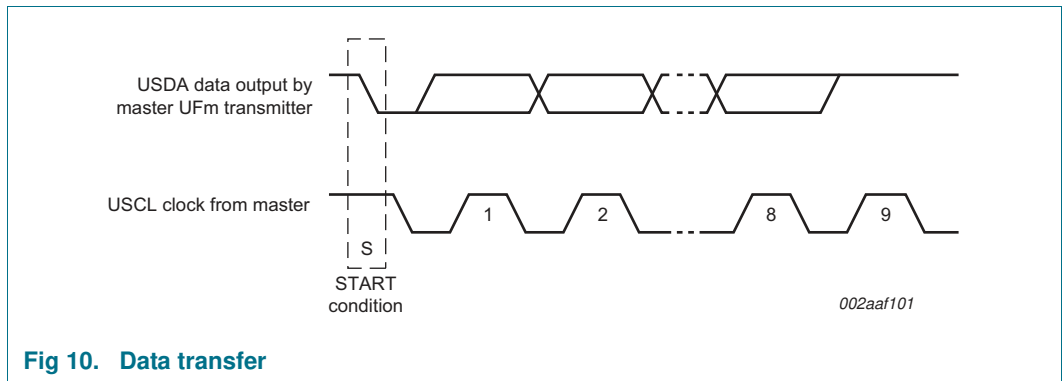 USDA data output by
master UFm transmitter
USCL clock from master
1
2
8
9
S
START
condition
002aaf101
Fig 10. Data transfer